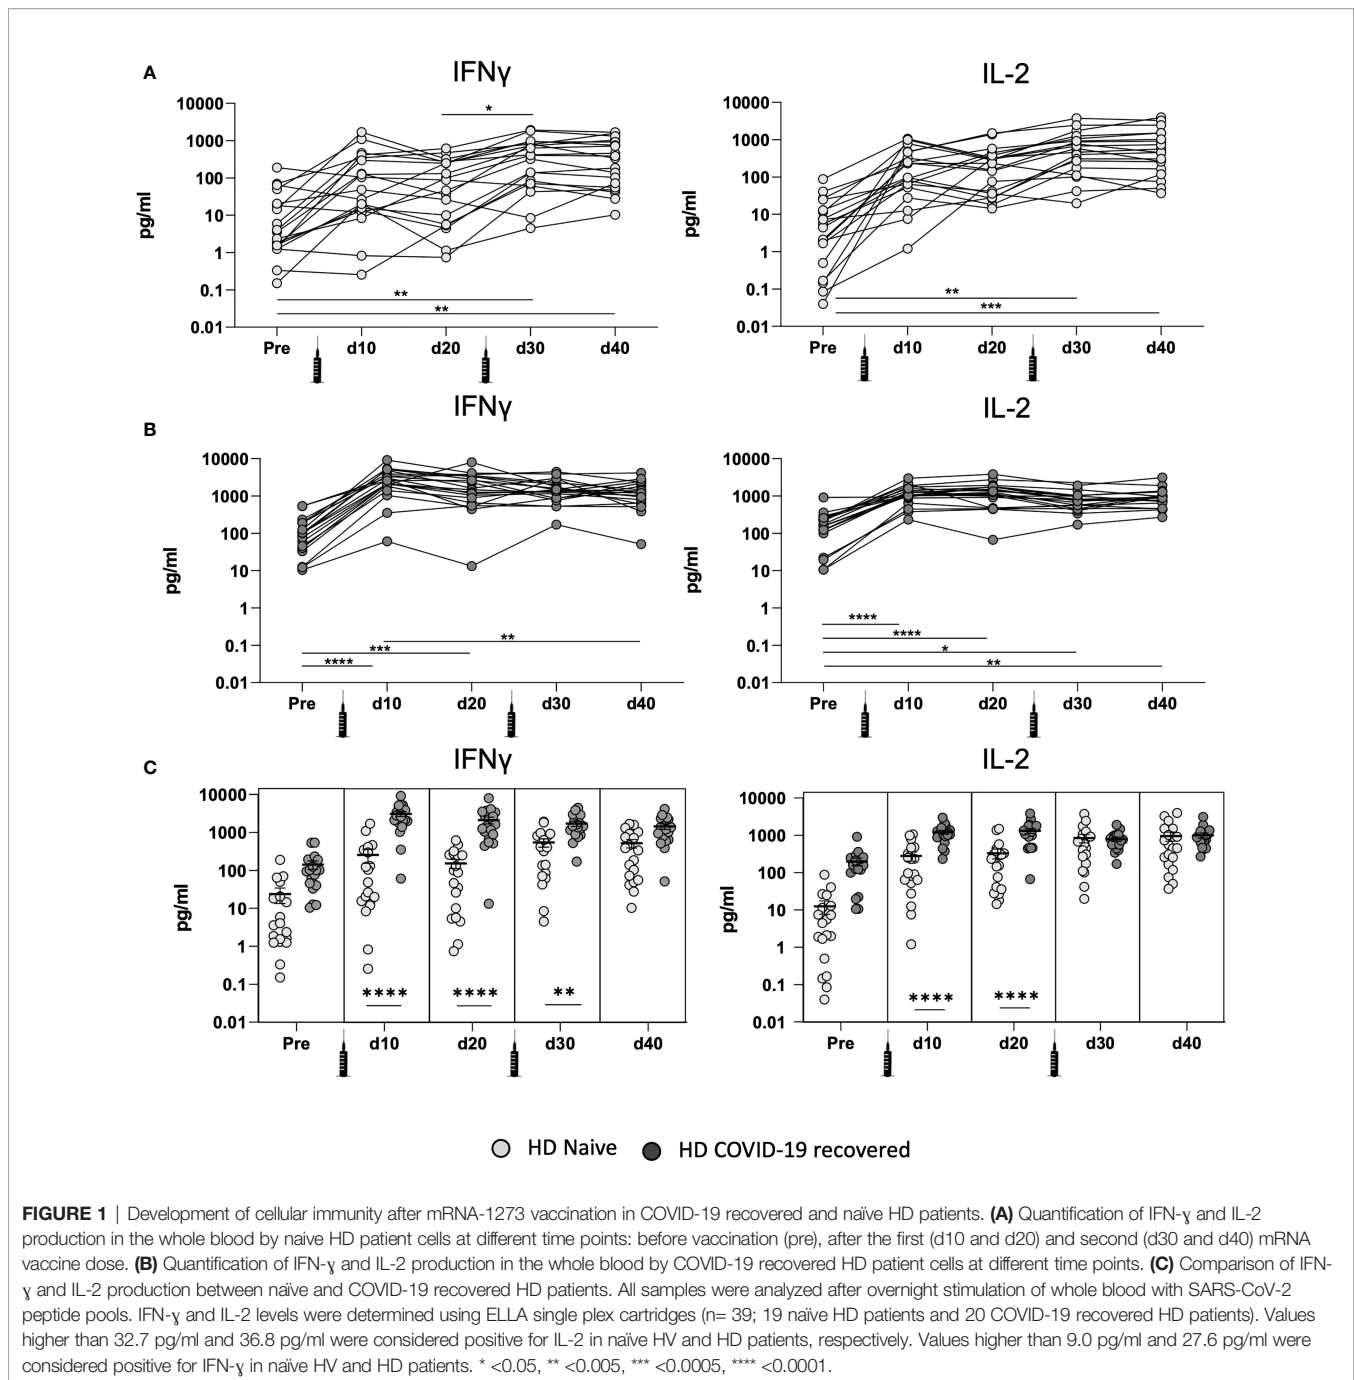 A
IFNγ
IL-2
10000
1000
100
10
1
0.1
0.01
pg/ml
*
**
**
Pre d10 d20 d30 d40
10000
1000
100
10
1
0.1
0.01
pg/ml
**
***
Pre d10 d20 d30 d40
B
IFNγ
IL-2
10000
1000
100
10
1
0.1
0.01
pg/ml
**
***
****
Pre d10 d20 d30 d40
10000
1000
100
10
1
0.1
0.01
pg/ml
****
****
*
**
Pre d10 d20 d30 d40
C
IFNγ
IL-2
10000
1000
100
10
1
0.1
0.01
pg/ml
**** **** **
Pre d10 d20 d30 d40
10000
1000
100
10
1
0.1
0.01
pg/ml
**** ****
Pre d10 d20 d30 d40
HD Naive HD COVID-19 recovered
FIGURE 1 | Development of cellular immunity after mRNA-1273 vaccination in COVID-19 recovered and naïve HD patients. (A) Quantification of IFN-ɣ and IL-2
production in the whole blood by naive HD patient cells at different time points: before vaccination (pre), after the first (d10 and d20) and second (d30 and d40) mRNA
vaccine dose. (B) Quantification of IFN-ɣ and IL-2 production in the whole blood by COVID-19 recovered HD patient cells at different time points. (C) Comparison of IFN-
ɣ and IL-2 production between naïve and COVID-19 recovered HD patients. All samples were analyzed after overnight stimulation of whole blood with SARS-CoV-2
peptide pools. IFN-ɣ and IL-2 levels were determined using ELLA single plex cartridges (n= 39; 19 naïve HD patients and 20 COVID-19 recovered HD patients). Values
higher than 32.7 pg/ml and 36.8 pg/ml were considered positive for IL-2 in naïve HV and HD patients, respectively. Values higher than 9.0 pg/ml and 27.6 pg/ml were
considered positive for IFN-ɣ in naïve HV and HD patients. * <0.05, ** <0.005, *** <0.0005, **** <0.0001.